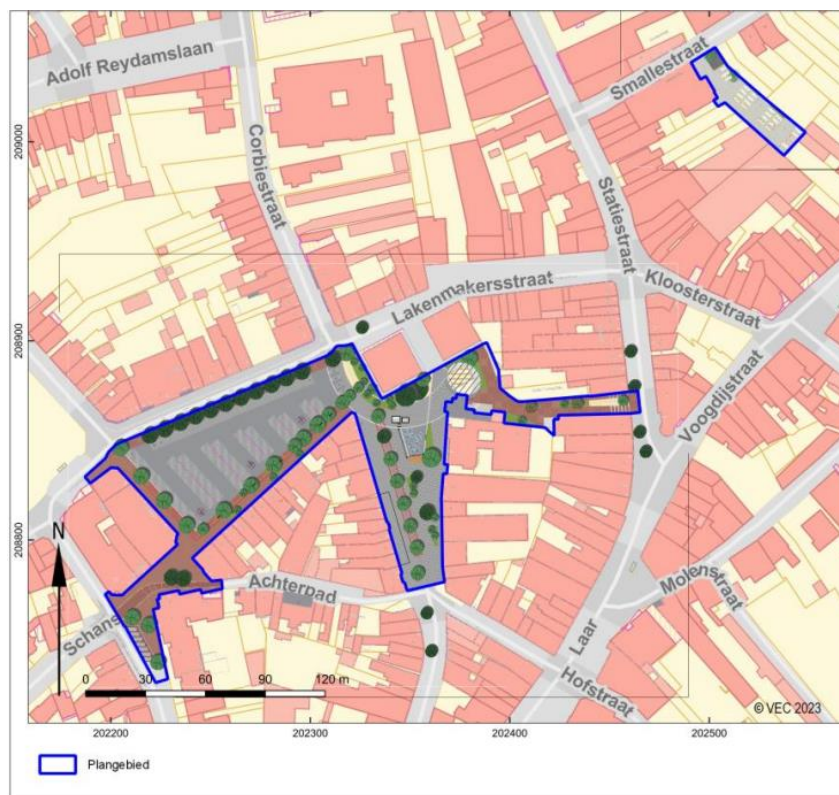 Adolf Reydamslaan
Smallestraat
209000
Corbiestraat
Statiestraat
Lakenmakersstraat
Kloosterstraat
208900
Voogdijstraat
208800
N
Achterpad
Molenstraat
Schans
Laar
0 30 60 90 120 m
Hofstraat
© VEC 2023
202200 202300 202400 202500
Plangebied